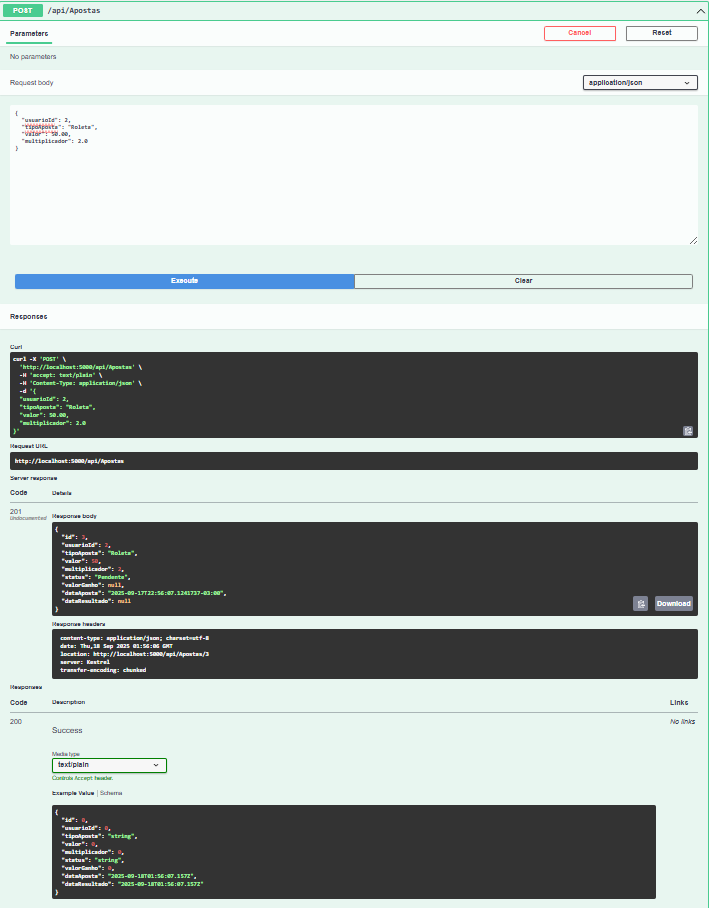 POST /api/Apostas
Parameters
Cancel
Reset
No parameters
Request body
application/json
{
"usuarioId": 2,
"tipoAposta": "Roleta",
"valor": 50.00,
"multiplicador": 2.0
}
Execute
Clear
Responses
Curl
curl -X 'POST' \
'http://localhost:5000/api/Apostas' \
-H 'accept: text/plain' \
-H 'Content-Type: application/json' \
-d '{
"usuarioId": 2,
"tipoAposta": "Roleta",
"valor": 50.00,
"multiplicador": 2.0
}'
Request URL
http://localhost:5000/api/Apostas
Server response
Code Details
201
Undocumented
Response body
{
"id": 3,
"usuarioId": 2,
"tipoAposta": "Roleta",
"valor": 50,
"multiplicador": 2,
"status": "Pendente",
"valorGanho": null,
"dataAposta": "2025-09-17T22:56:07.1241737-03:00",
"dataResultado": null
}
Download
Response headers
content-type: application/json; charset=utf-8
date: Thu,18 Sep 2025 01:56:06 GMT
location: http://localhost:5000/api/Apostas/3
server: Kestrel
transfer-encoding: chunked
Responses
Code Description Links
200
Success
No links
Media type
text/plain
Controls Accept header.
Example Value | Schema
{
"id": 0,
"usuarioId": 0,
"tipoAposta": "string",
"valor": 0,
"multiplicador": 0,
"status": "string",
"valorGanho": 0,
"dataAposta": "2025-09-18T01:56:07.157Z",
"dataResultado": "2025-09-18T01:56:07.157Z"
}